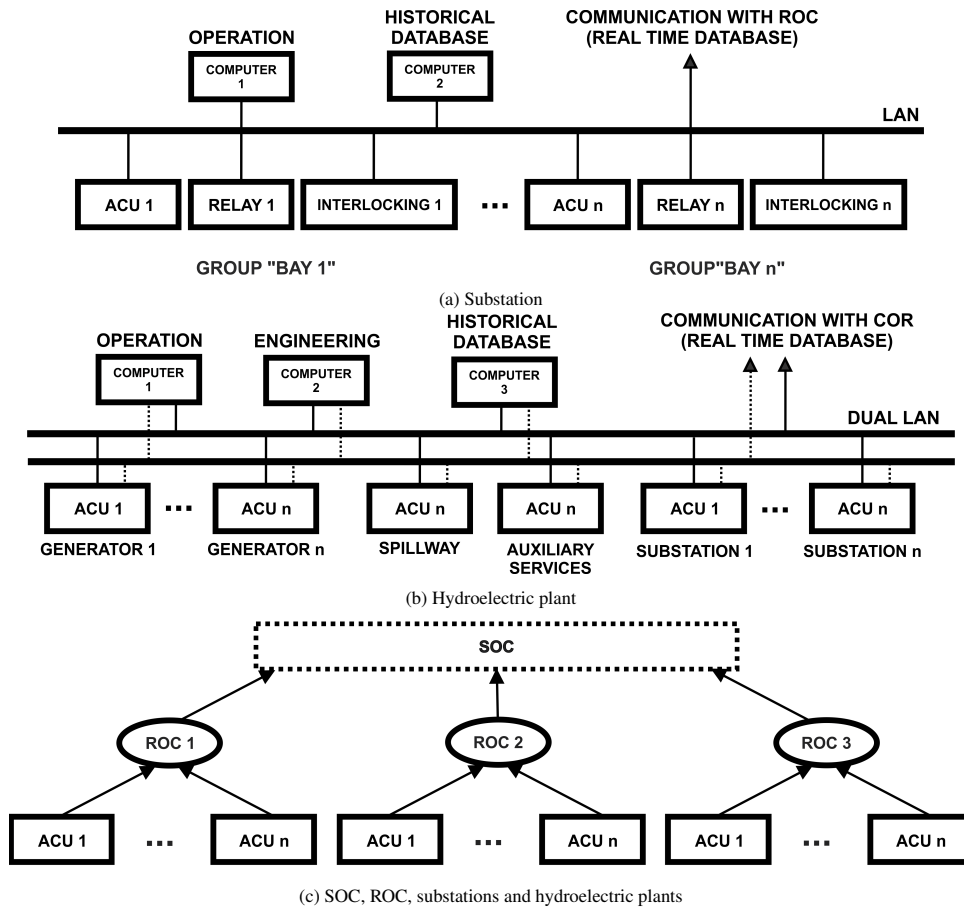 OPERATION
HISTORICAL
DATABASE
COMMUNICATION WITH ROC
(REAL TIME DATABASE)
COMPUTER
1
COMPUTER
2
LAN
ACU 1
RELAY 1
INTERLOCKING 1
...
ACU n
RELAY n
INTERLOCKING n
GROUP "BAY 1"
GROUP"BAY n"
(a) Substation
OPERATION
ENGINEERING
HISTORICAL
DATABASE
COMMUNICATION WITH COR
(REAL TIME DATABASE)
COMPUTER
1
COMPUTER
2
COMPUTER
3
DUAL LAN
ACU 1
...
ACU n
ACU n
ACU n
ACU 1
...
ACU n
GENERATOR 1
GENERATOR n
SPILLWAY
AUXILIARY
SERVICES
SUBSTATION 1
SUBSTATION n
(b) Hydroelectric plant
SOC
ROC 1
ROC 2
ROC 3
ACU 1
...
ACU n
ACU 1
...
ACU n
ACU 1
...
ACU n
(c) SOC, ROC, substations and hydroelectric plants